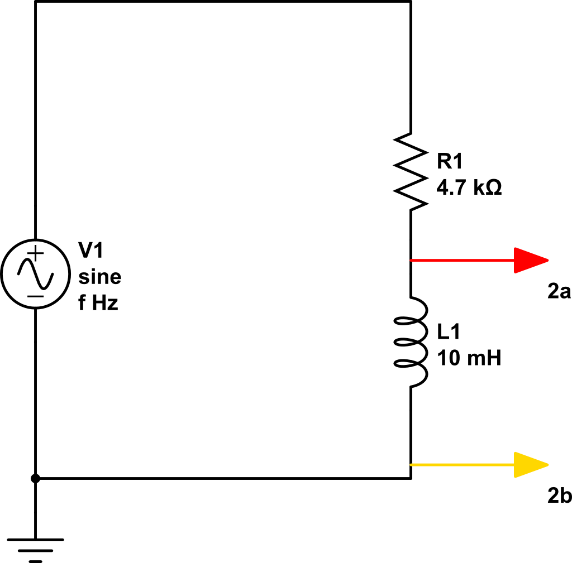 R1
4.7 kΩ
V1
sine
f Hz
2a
L1
10 mH
2b